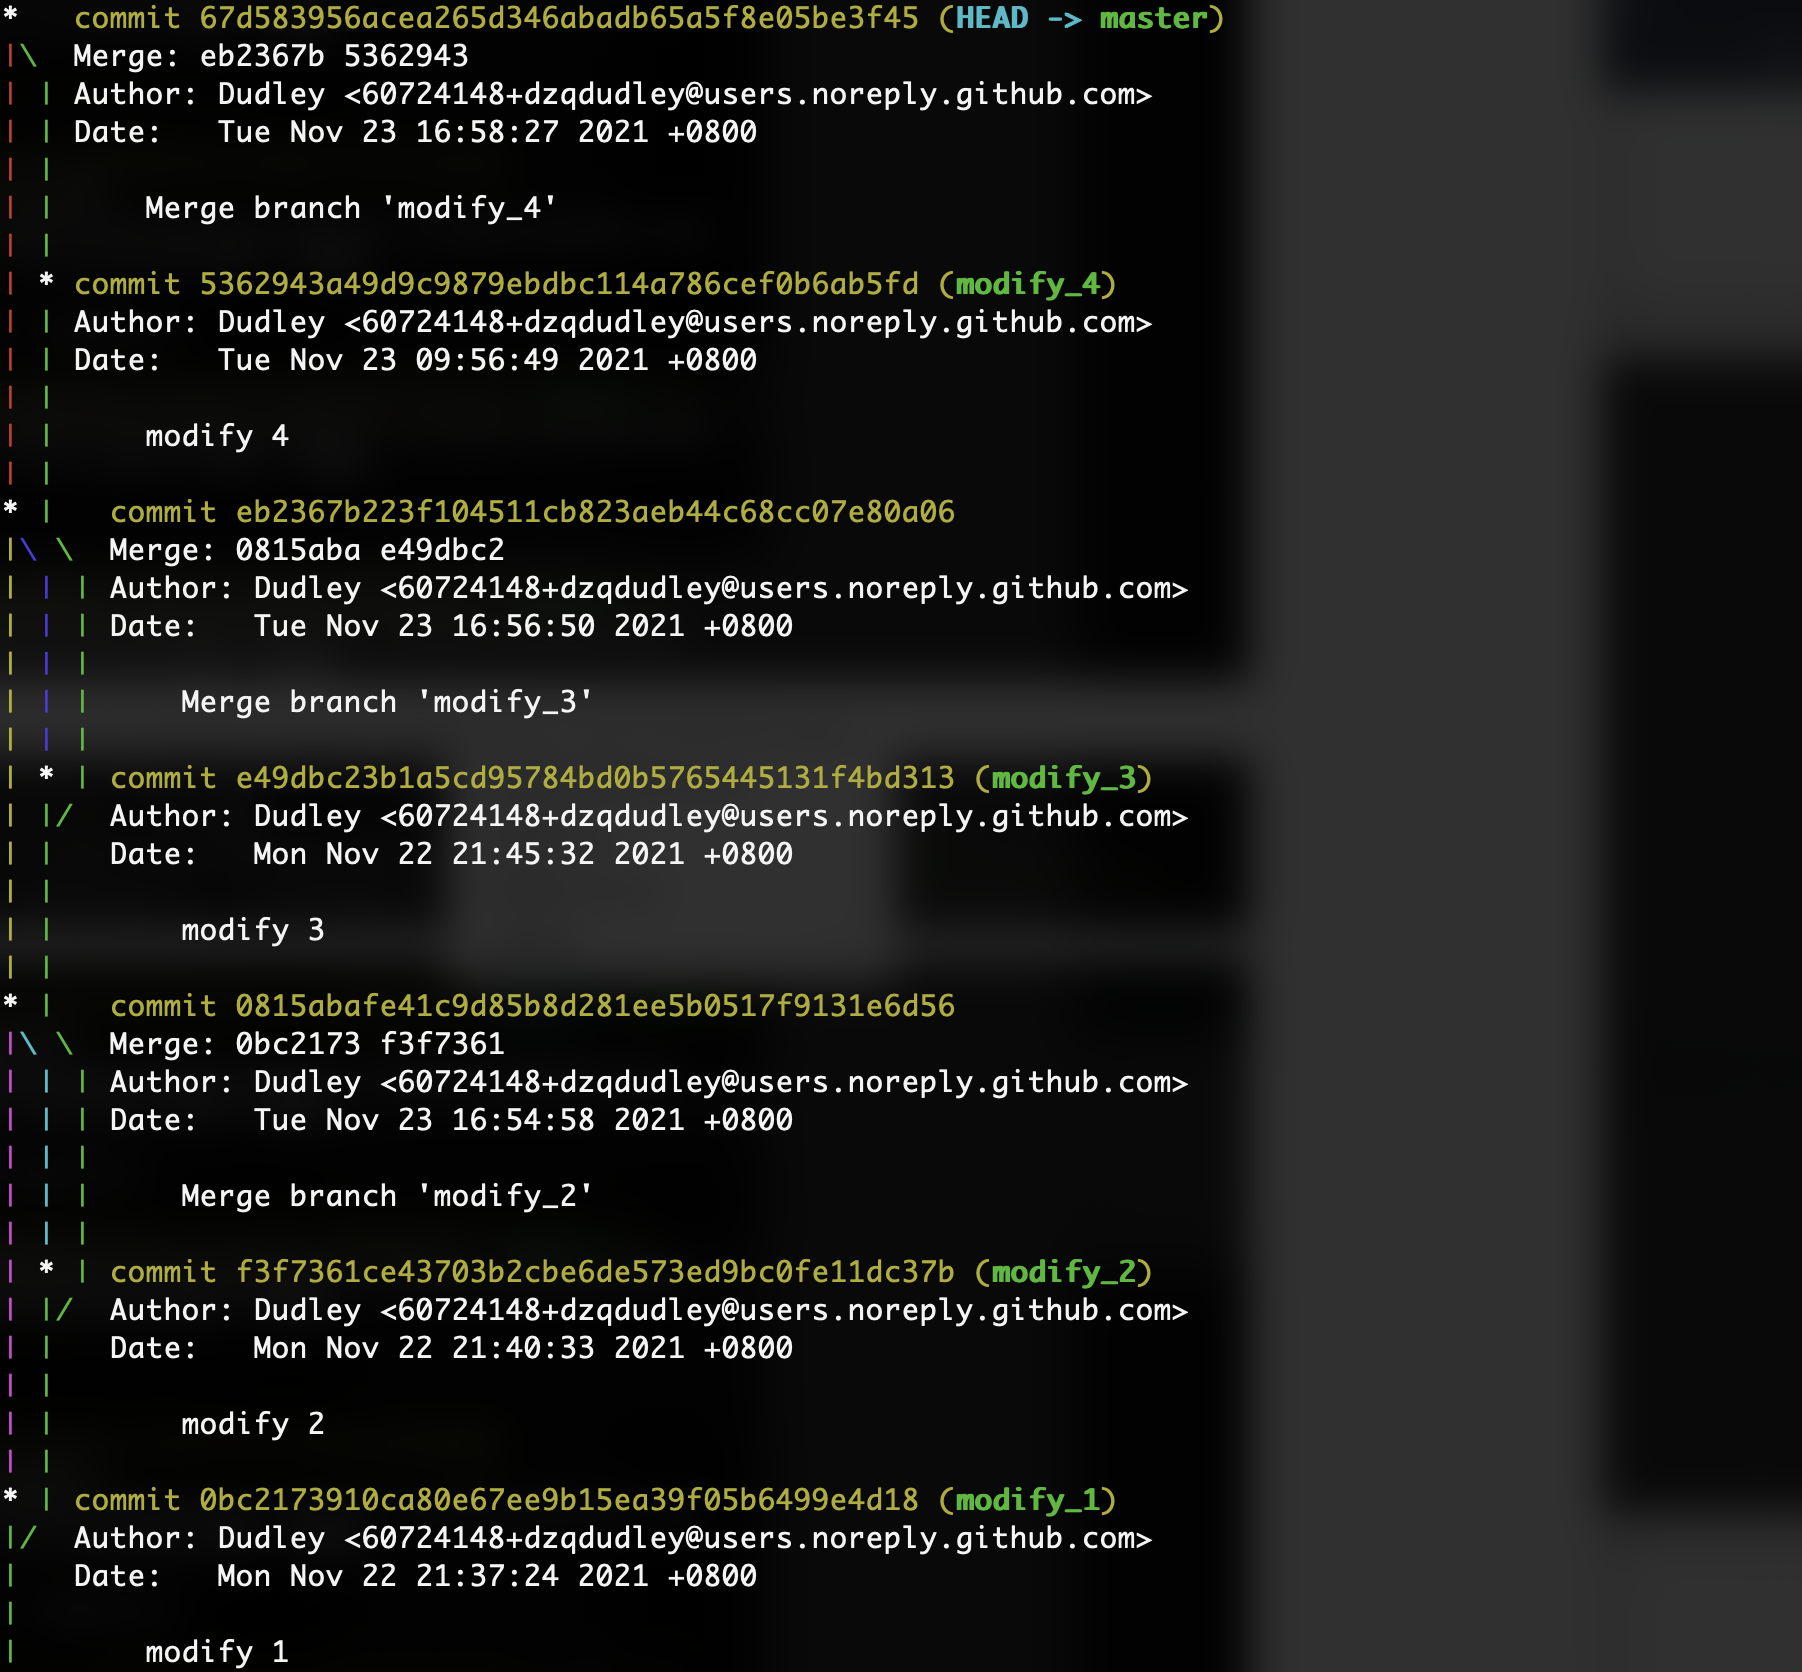 *   commit 67d583956acea265d346abadb65a5f8e05be3f45 (HEAD -> master)
|\  Merge: eb2367b 5362943
| | Author: Dudley <60724148+dzqdudley@users.noreply.github.com>
| | Date:   Tue Nov 23 16:58:27 2021 +0800
| |
| |     Merge branch 'modify_4'
| |
| * commit 5362943a49d9c9879ebdbc114a786cef0b6ab5fd (modify_4)
| | Author: Dudley <60724148+dzqdudley@users.noreply.github.com>
| | Date:   Tue Nov 23 09:56:49 2021 +0800
| |
| |     modify 4
| |
* |   commit eb2367b223f104511cb823aeb44c68cc07e80a06
|\ \  Merge: 0815aba e49dbc2
| | | Author: Dudley <60724148+dzqdudley@users.noreply.github.com>
| | | Date:   Tue Nov 23 16:56:50 2021 +0800
| | |
| | |     Merge branch 'modify_3'
| | |
| * | commit e49dbc23b1a5cd95784bd0b5765445131f4bd313 (modify_3)
| |/  Author: Dudley <60724148+dzqdudley@users.noreply.github.com>
| |   Date:   Mon Nov 22 21:45:32 2021 +0800
| |
| |       modify 3
| |
* |   commit 0815abafe41c9d85b8d281ee5b0517f9131e6d56
|\ \  Merge: 0bc2173 f3f7361
| | | Author: Dudley <60724148+dzqdudley@users.noreply.github.com>
| | | Date:   Tue Nov 23 16:54:58 2021 +0800
| | |
| | |     Merge branch 'modify_2'
| | |
| * | commit f3f7361ce43703b2cbe6de573ed9bc0fe11dc37b (modify_2)
| |/  Author: Dudley <60724148+dzqdudley@users.noreply.github.com>
| |   Date:   Mon Nov 22 21:40:33 2021 +0800
| |
| |       modify 2
| |
* | commit 0bc2173910ca80e67ee9b15ea39f05b6499e4d18 (modify_1)
|/  Author: Dudley <60724148+dzqdudley@users.noreply.github.com>
|   Date:   Mon Nov 22 21:37:24 2021 +0800
|
|       modify 1